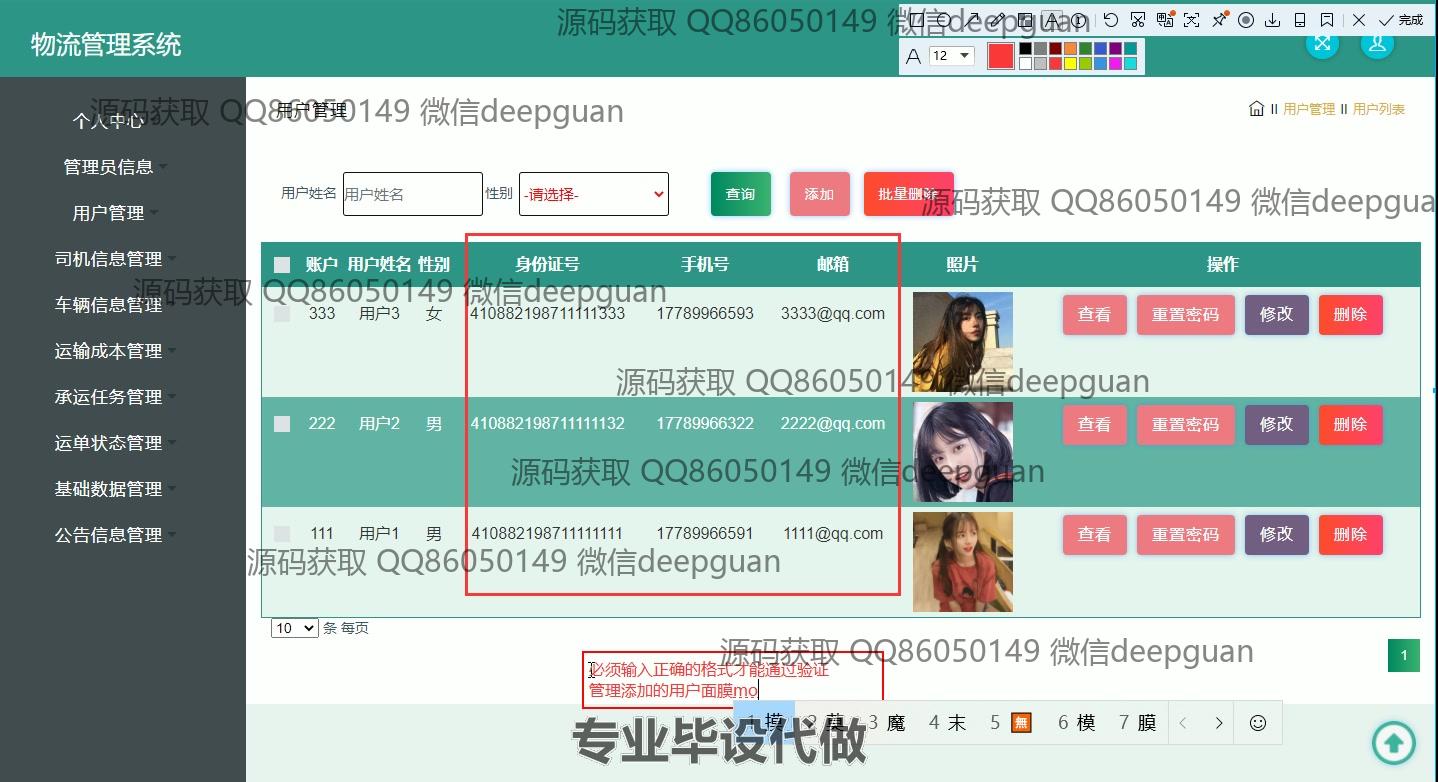 源码获取 QQ86050149 微信deepguan
完成
物流管理系统
A 12
源码获取 QQ86050149 微信deepguan
个人中心
用户管理
用户管理 用户列表
管理员信息
用户管理
司机信息管理
车辆信息管理
运输成本管理
承运任务管理
运单状态管理
基础数据管理
公告信息管理
用户姓名 用户姓名 性别 -请选择- 查询 添加 批量删除
源码获取 QQ86050149 微信deepgua
账户 用户姓名 性别 身份证号 手机号 邮箱 照片 操作
源码获取 QQ86050149 微信deepguan
333 用户3 女 410882198711111333 17789966593 3333@qq.com 查看 重置密码 修改 删除
源码获取 QQ86050149 微信deepguan
222 用户2 男 410882198711111132 17789966322 2222@qq.com 查看 重置密码 修改 删除
源码获取 QQ86050149 微信deepguan
111 用户1 男 410882198711111111 17789966591 1111@qq.com 查看 重置密码 修改 删除
源码获取 QQ86050149 微信deepguan
10 条 每页
源码获取 QQ86050149 微信deepguan
1
必须输入正确的格式才能通过验证
管理添加的用户面膜mo
1 摸 2 莫 3 魔 4 末 5 無 6 模 7 膜
专业毕设代做